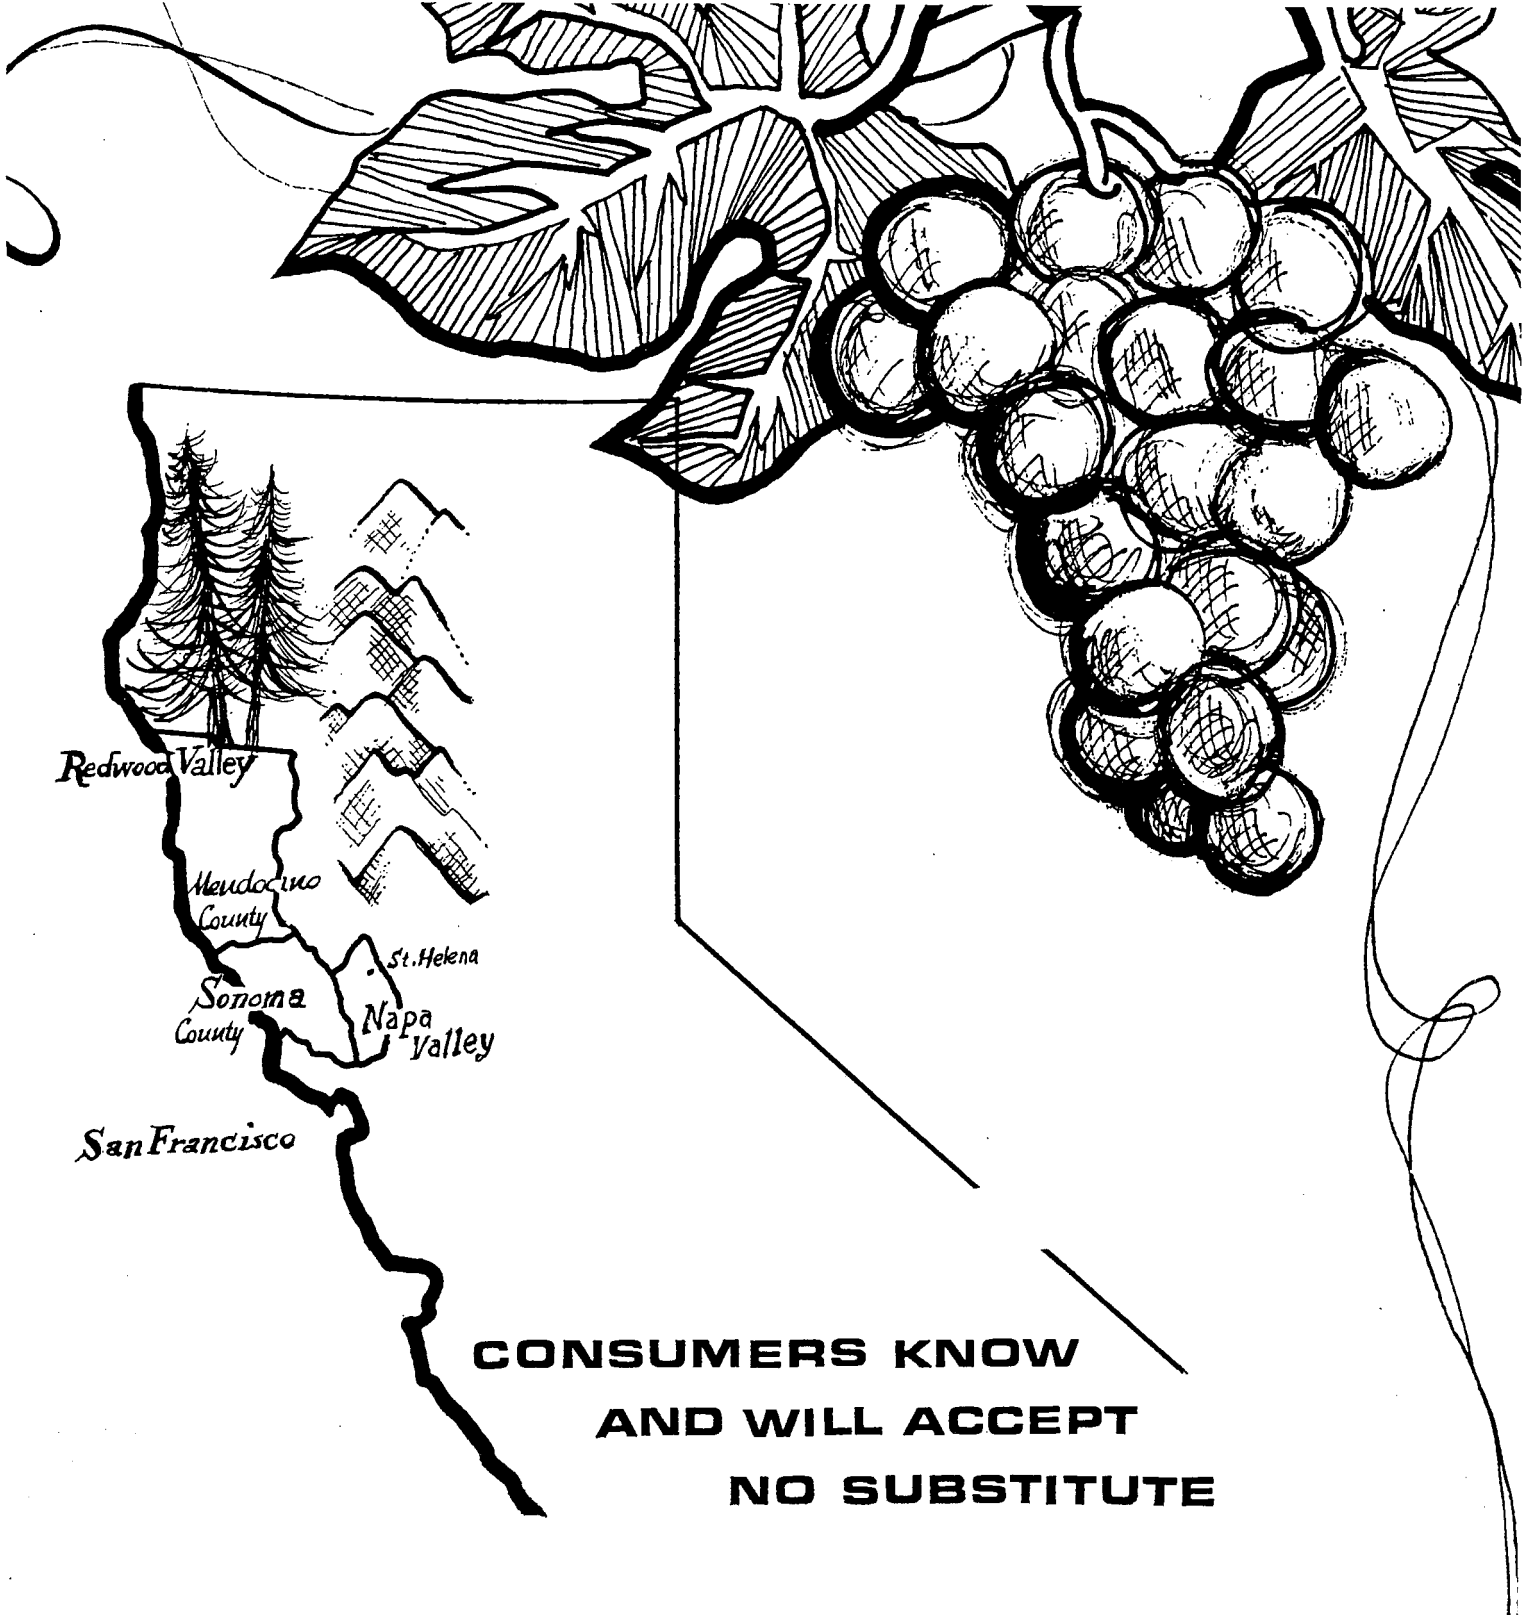 Redwood Valley
Mendocino
County
St. Helena
Sonoma
County
Napa
Valley
San Francisco
CONSUMERS KNOW
AND WILL ACCEPT
NO SUBSTITUTE